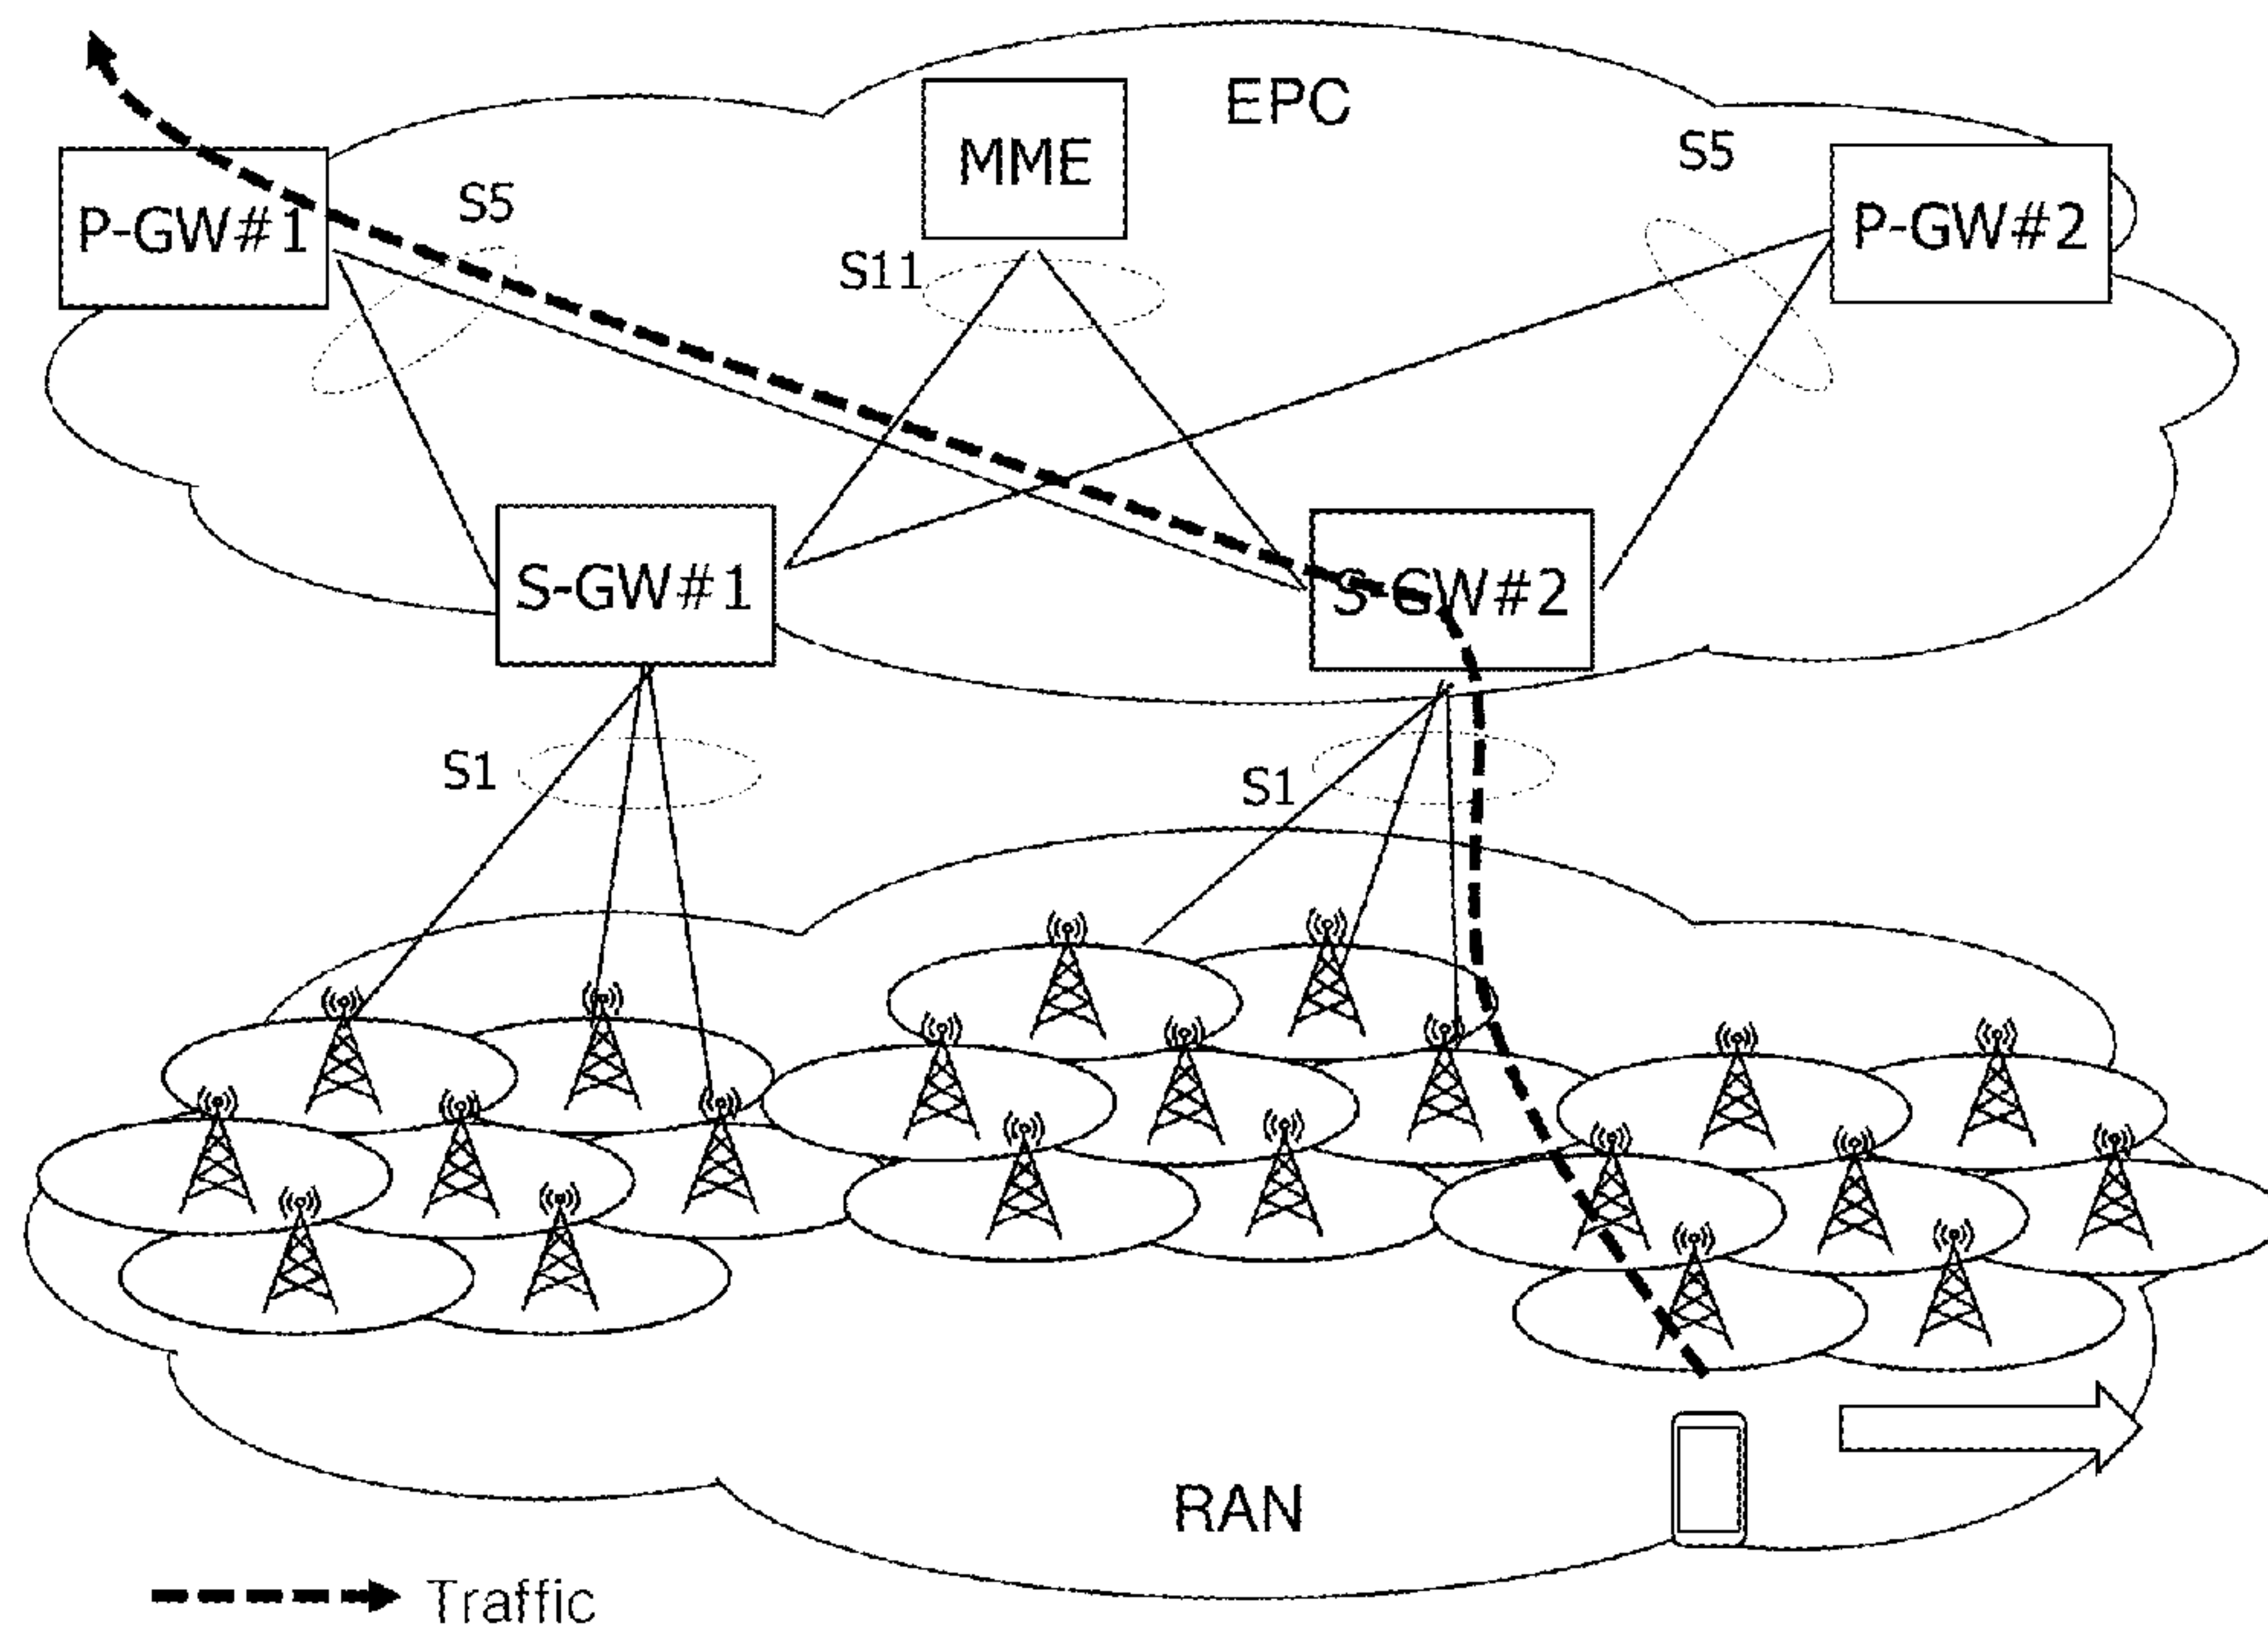 EPC
MME
S5
S5
P-GW#1
P-GW#2
S11
S-GW#1
S-GW#2
S1
S1
RAN
Traffic